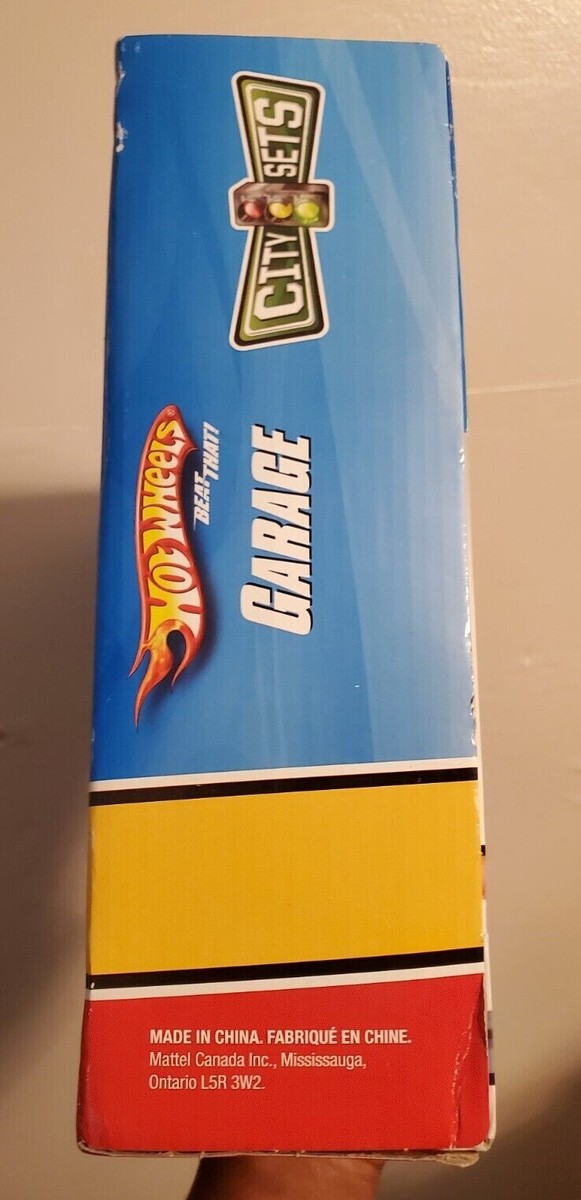 CITY SETS
HOT WHEELS®
BEAT THAT!
GARAGE
MADE IN CHINA. FABRIQUÉ EN CHINE.
Mattel Canada Inc., Mississauga,
Ontario L5R 3W2.